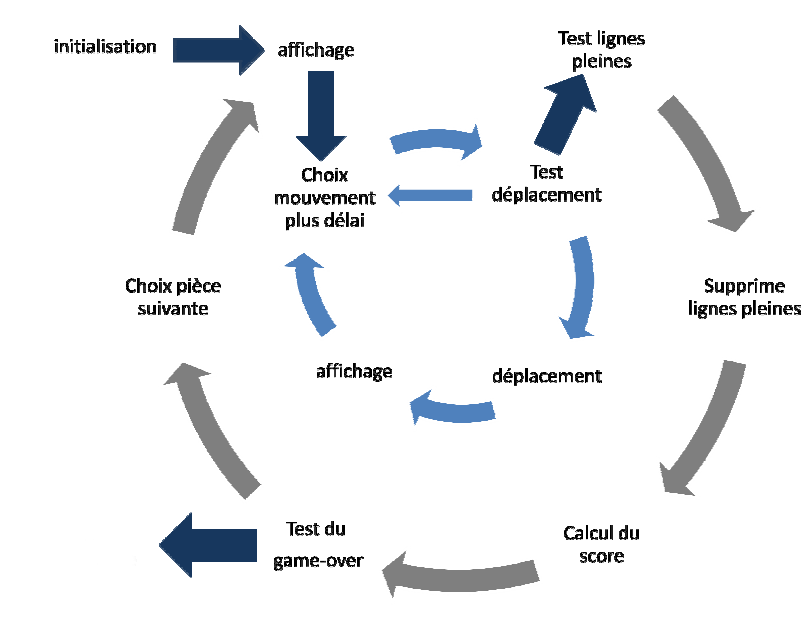 initialisation
affichage
Test lignes
pleines
Choix
mouvement
plus délai
Test
déplacement
Choix pièce
suivante
Supprime
lignes pleines
affichage
déplacement
Test du
game-over
Calcul du
score